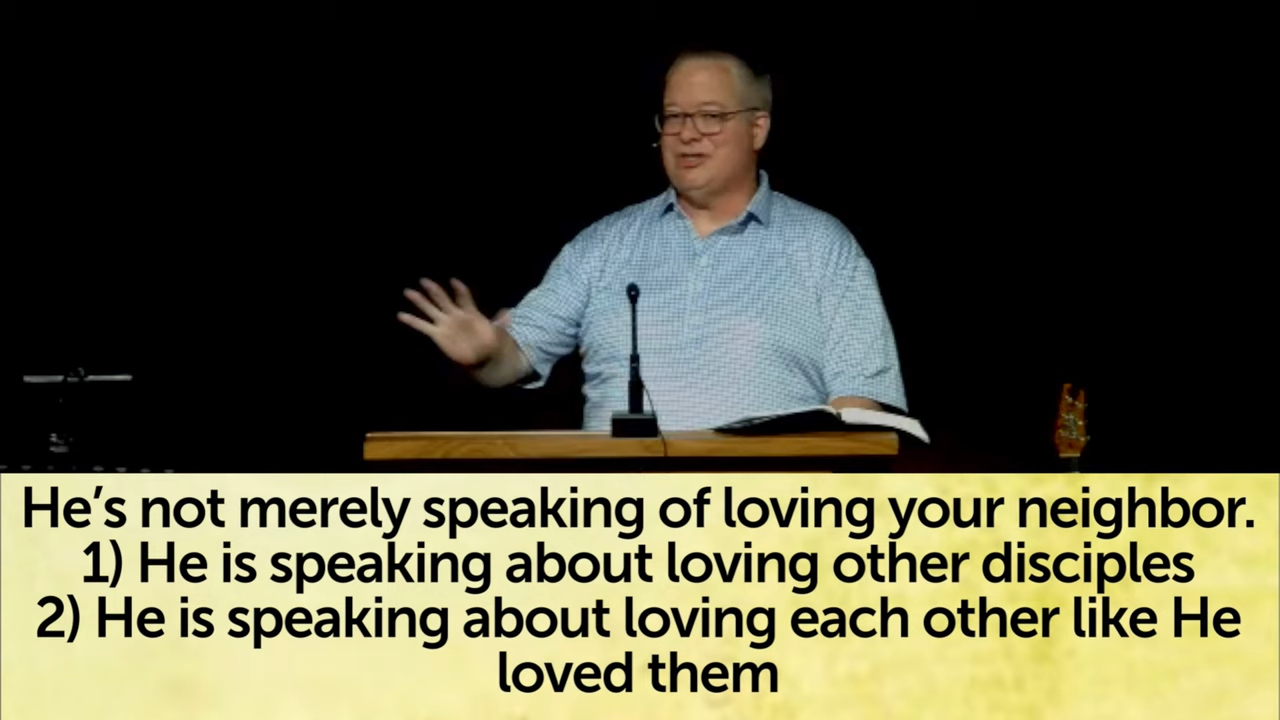 He’s not merely speaking of loving your neighbor.
1) He is speaking about loving other disciples
2) He is speaking about loving each other like He
loved them